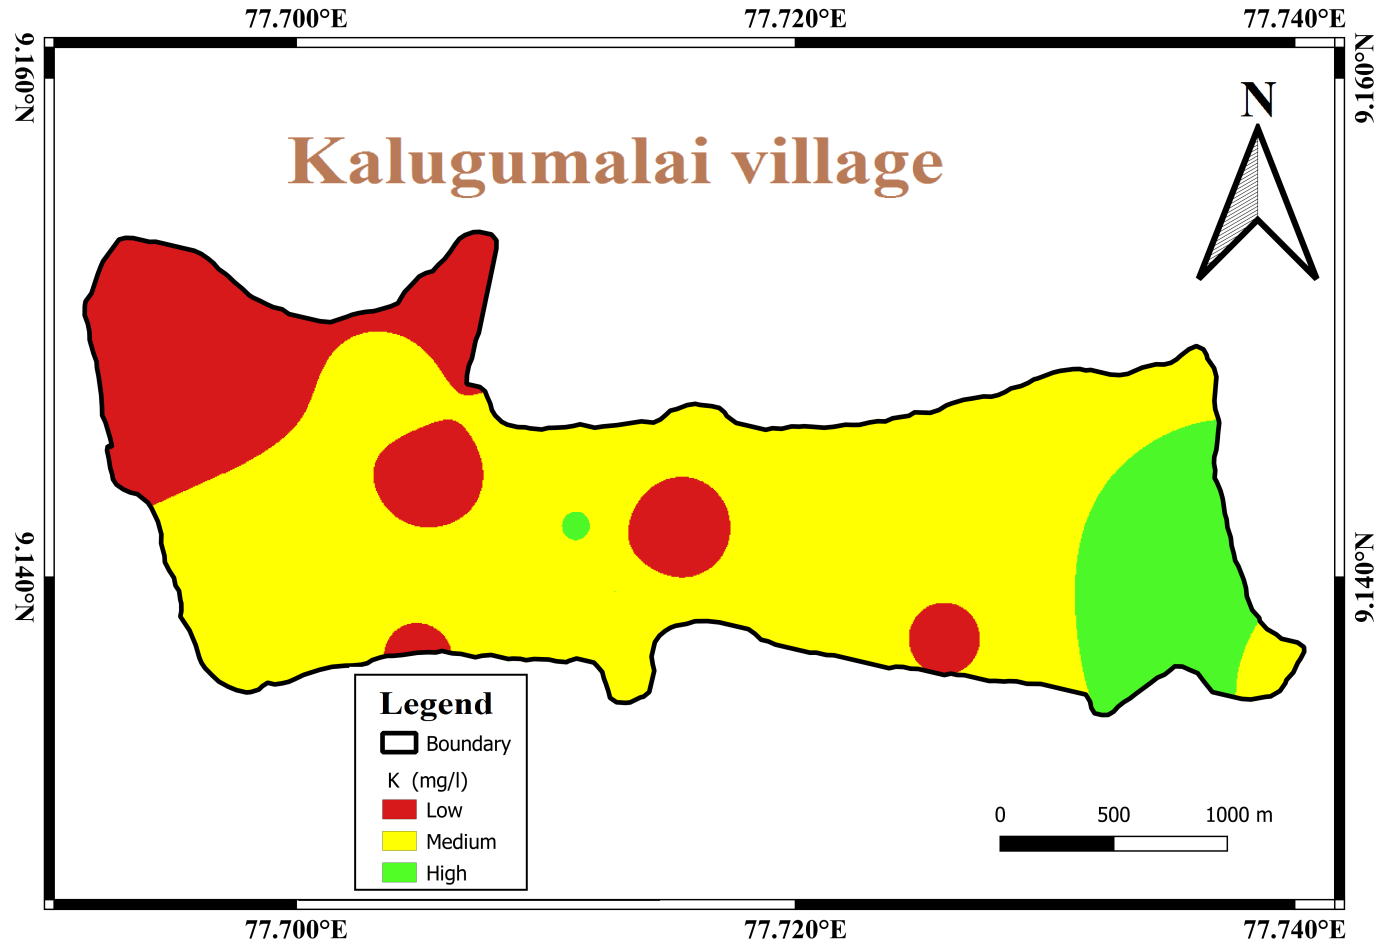 77.700°E 77.720°E 77.740°E
9.160°N 9.160°N
N
Kalugumalai village
9.140°N 9.140°N
Legend
Boundary
K (mg/l)
Low
Medium
High
0 500 1000 m
77.700°E 77.720°E 77.740°E